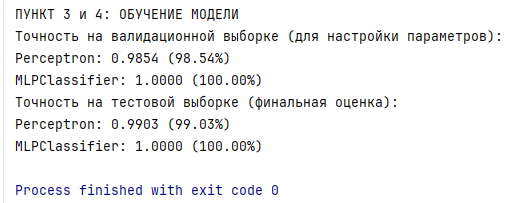 ПУНКТ 3 и 4: ОБУЧЕНИЕ МОДЕЛИ
Точность на валидационной выборке (для настройки параметров):
Perceptron: 0.9854 (98.54%)
MLPClassifier: 1.0000 (100.00%)
Точность на тестовой выборке (финальная оценка):
Perceptron: 0.9903 (99.03%)
MLPClassifier: 1.0000 (100.00%)
Process finished with exit code 0